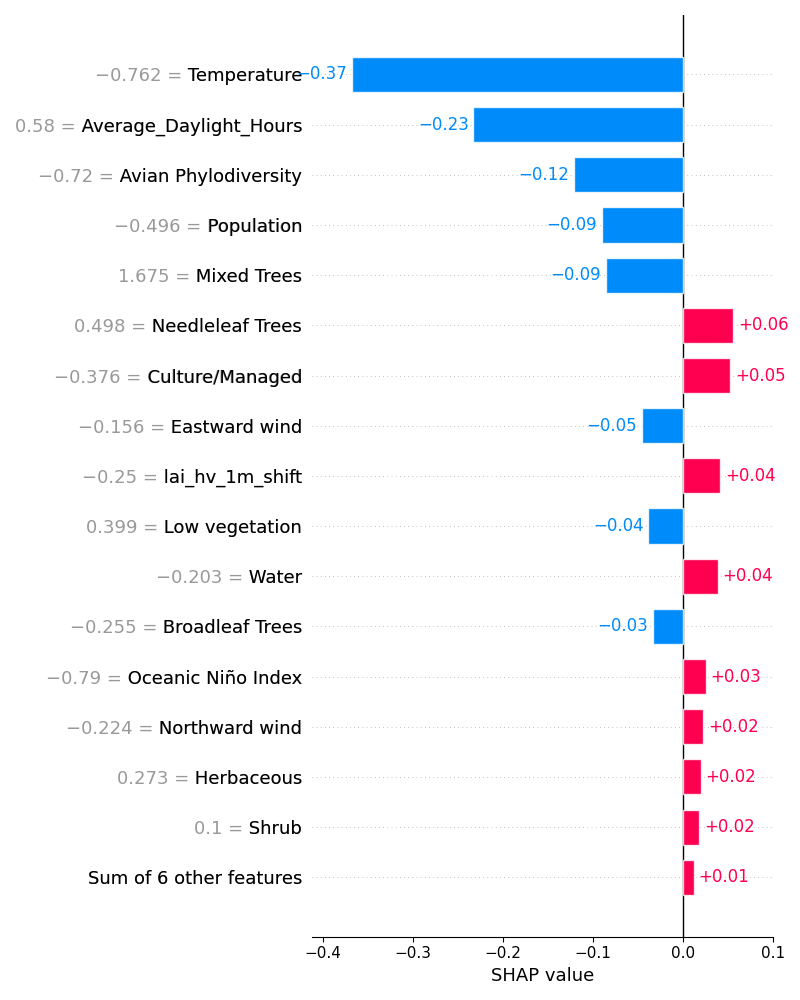 −0.762 = Temperature −0.37
0.58 = Average_Daylight_Hours −0.23
−0.72 = Avian Phylodiversity −0.12
−0.496 = Population −0.09
1.675 = Mixed Trees −0.09
0.498 = Needleleaf Trees +0.06
−0.376 = Culture/Managed +0.05
−0.156 = Eastward wind −0.05
−0.25 = lai_hv_1m_shift +0.04
0.399 = Low vegetation −0.04
−0.203 = Water +0.04
−0.255 = Broadleaf Trees −0.03
−0.79 = Oceanic Niño Index +0.03
−0.224 = Northward wind +0.02
0.273 = Herbaceous +0.02
0.1 = Shrub +0.02
Sum of 6 other features +0.01
−0.4 −0.3 −0.2 −0.1 0.0 0.1
SHAP value